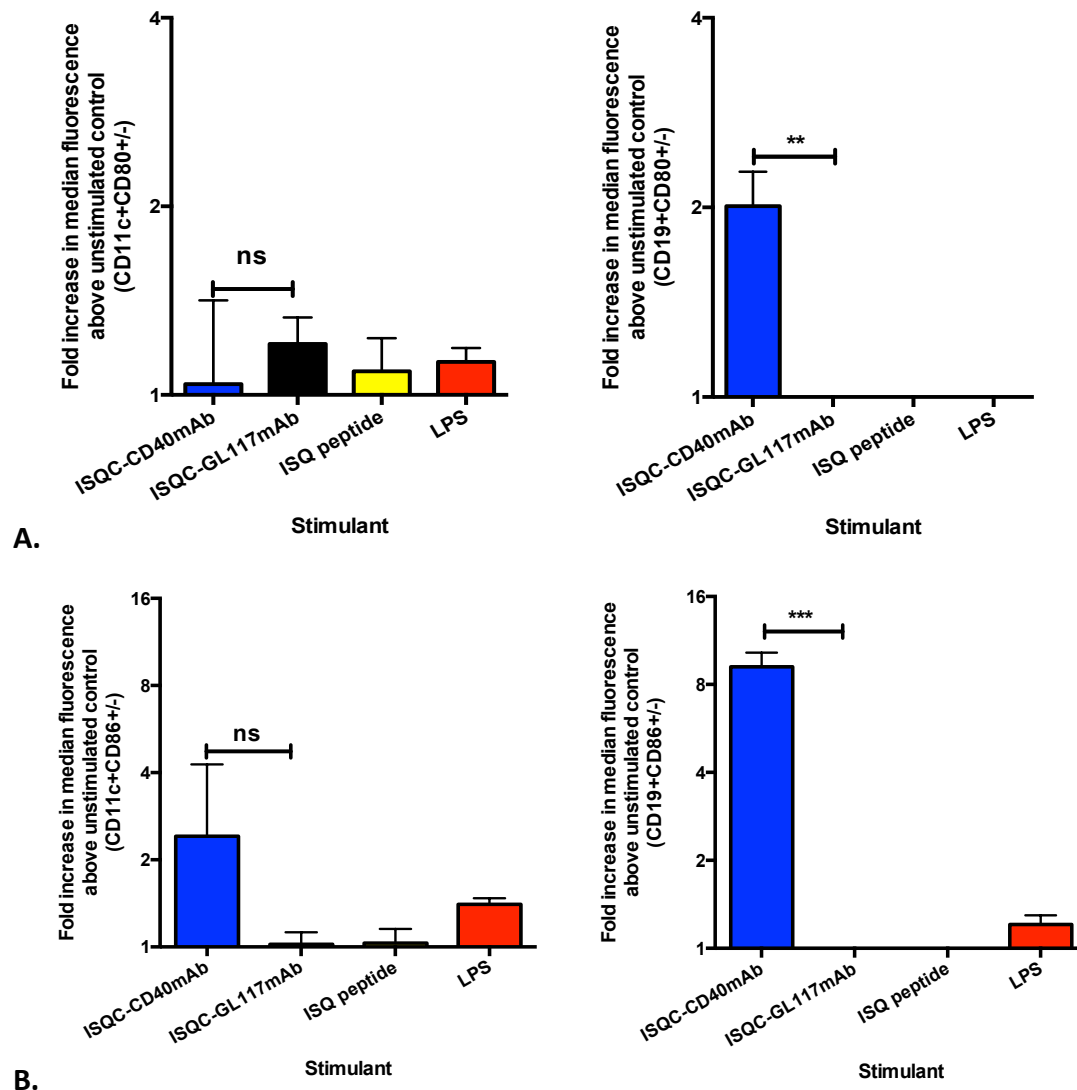 Fold increase in median fluorescence
above unstimulated control
(CD11c+CD80+/-)
4
2
1
ns
ISQC-CD40mAb
ISQC-GL117mAb
ISQ peptide
LPS
Stimulant
Fold increase in median fluorescence
above unstimulated control
(CD19+CD80+/-)
4
2
1
**
ISQC-CD40mAb
ISQC-GL117mAb
ISQ peptide
LPS
Stimulant
A.
Fold increase in median fluorescence
above unstimulated control
(CD11c+CD86+/-)
16
8
4
2
1
ns
ISQC-CD40mAb
ISQC-GL117mAb
ISQ peptide
LPS
Stimulant
Fold increase in median fluorescence
above unstimulated control
(CD19+CD86+/-)
16
8
4
2
1
***
ISQC-CD40mAb
ISQC-GL117mAb
ISQ peptide
LPS
Stimulant
B.